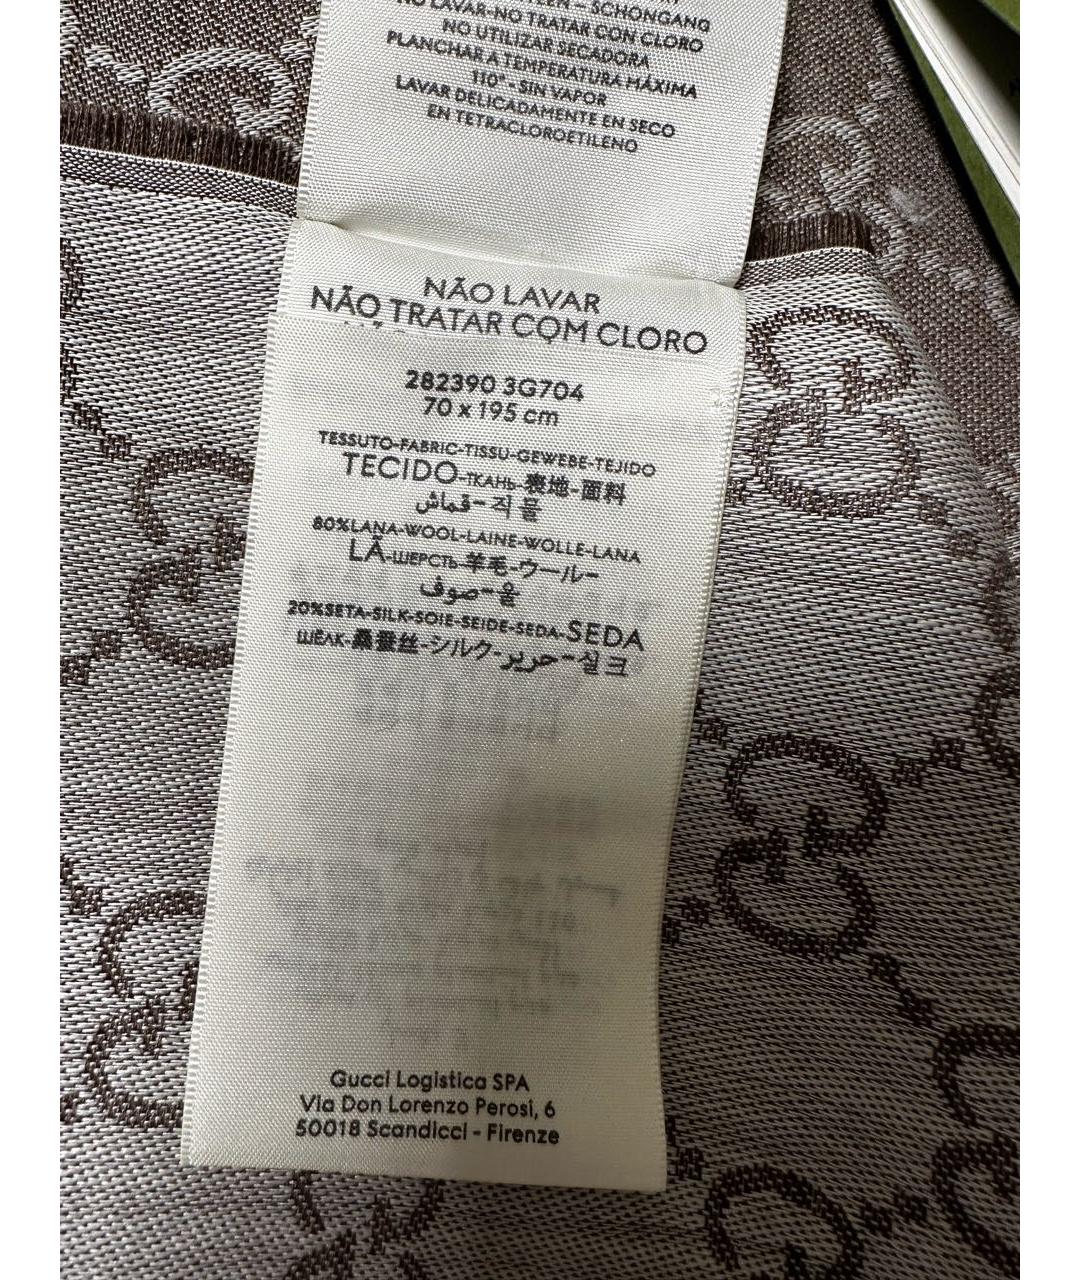 SCHONGANG
NO LAVAR-NO TRATAR CON CLORO
NO UTILIZAR SECADORA
PLANCHAR A TEMPERATURA MÁXIMA
110° - SIN VAPOR
LAVAR DELICADAMENTE EN SECO
EN TETRACLOROETILENO
NÃO LAVAR
NÃO TRATAR COM CLORO
282390 3G704
70 x 195 cm
TESSUTO-FABRIC-TISSU-GEWEBE-TEJIDO
TECIDO-ТКАНЬ-表地-面料
قماش-직물
80%LANA-WOOL-LAINE-WOLLE-LANA
LÃ-ШЕРСТЬ-羊毛-ウール-
صوف-울
20%SETA-SILK-SOIE-SEIDE-SEDA-SEDA
ШЁЛК-桑蚕丝-シルク-حرير-실크
Gucci Logistica SPA
Via Don Lorenzo Perosi, 6
50018 Scandicci - Firenze